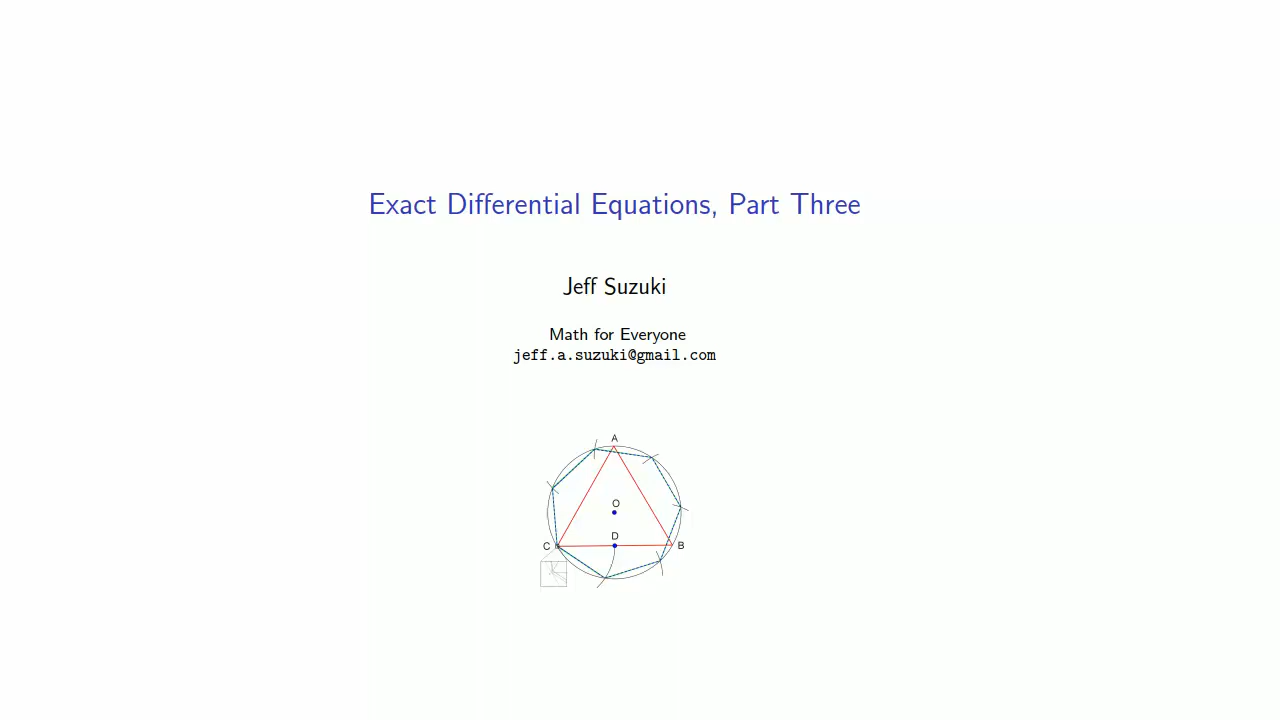 Exact Differential Equations, Part Three
Jeff Suzuki
Math for Everyone
jeff.a.suzuki@gmail.com
A
O
D
C
B